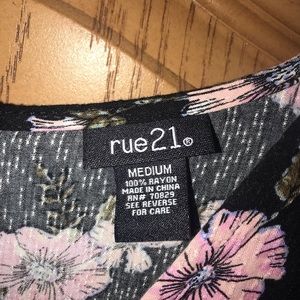 rue21®
MEDIUM
100% RAYON
MADE IN CHINA
RN# 70829
SEE REVERSE
FOR CARE